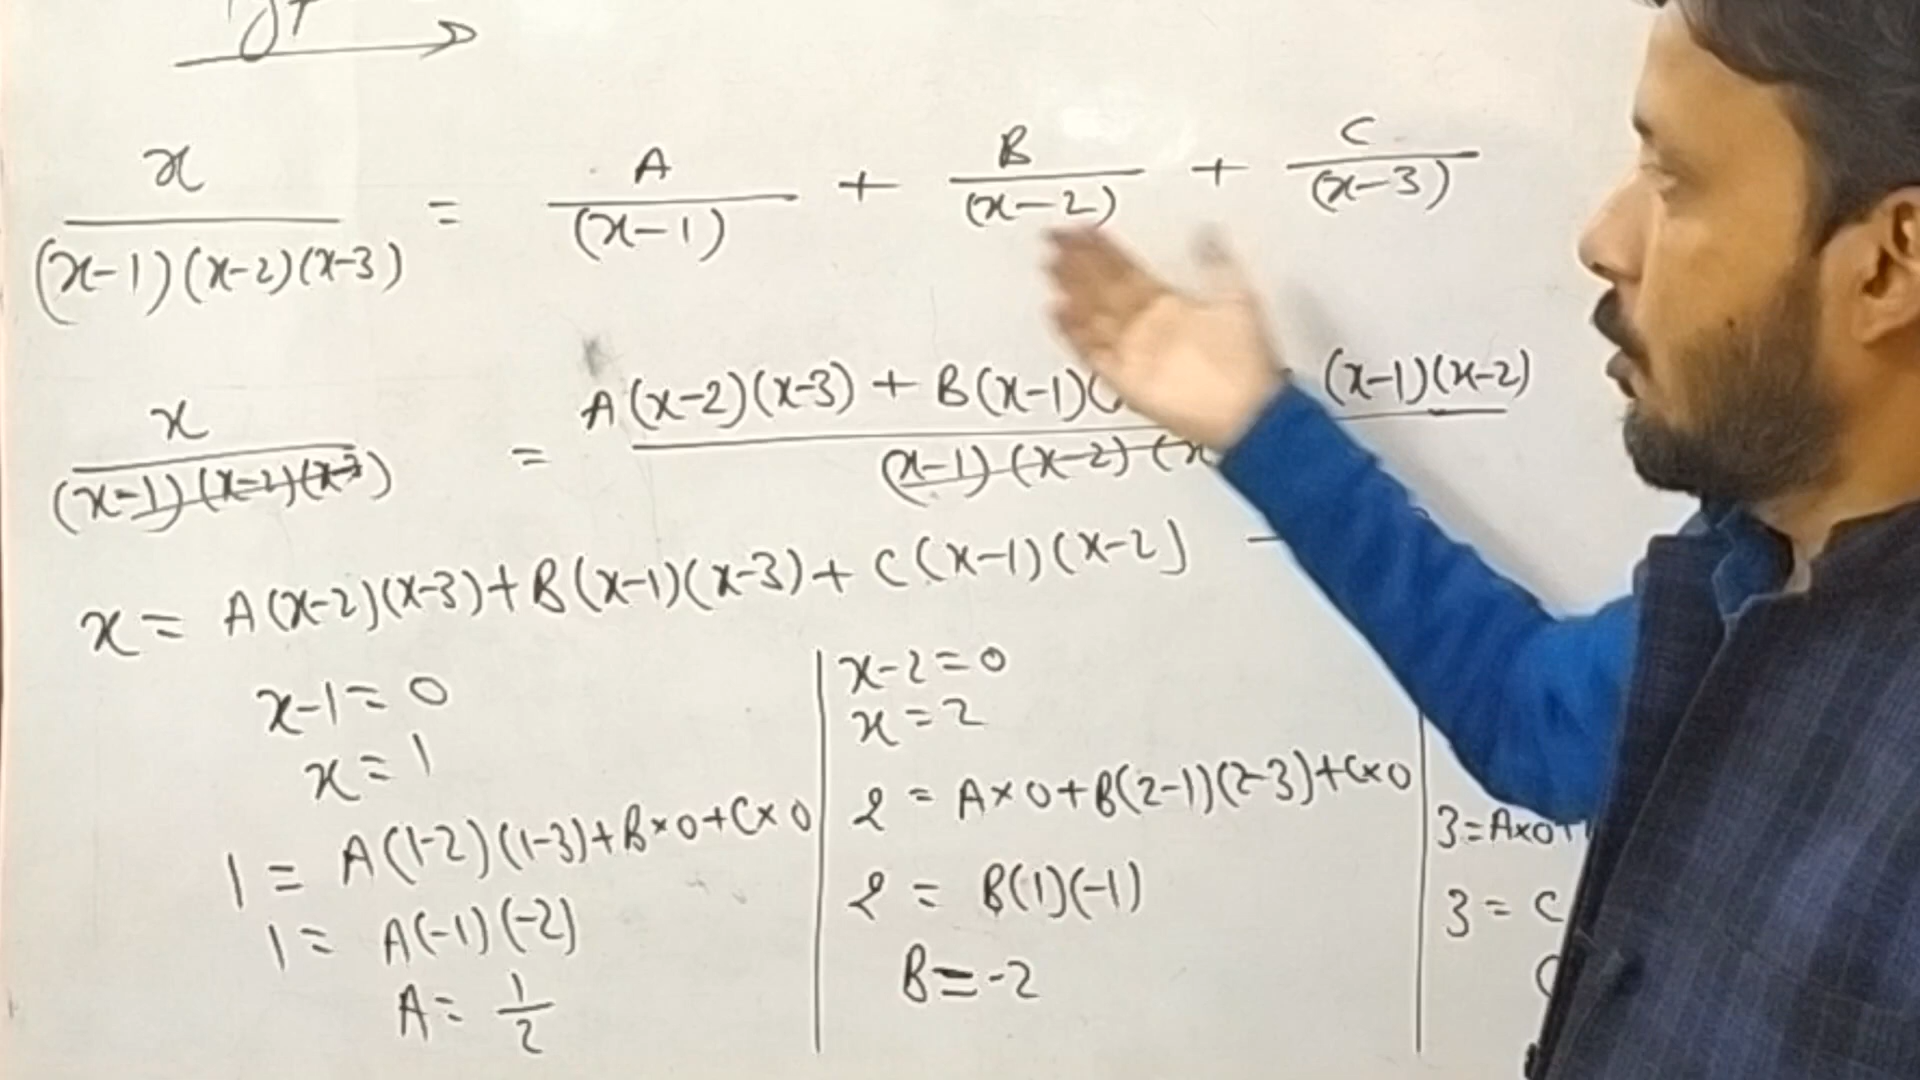 x/((x-1)(x-2)(x-3)) = A/(x-1) + B/(x-2) + C/(x-3)
x/((x-1)(x-2)(x-3)) = A(x-2)(x-3) + B(x-1)( (x-1)(x-2) / (x-1)(x-2)(x
x = A(x-2)(x-3) + B(x-1)(x-3) + C(x-1)(x-2)
x-1 = 0
x = 1
1 = A(1-2)(1-3) + B×0 + C×0
1 = A(-1)(-2)
A = 1/2
x-2 = 0
x = 2
2 = A×0 + B(2-1)(2-3) + C×0
2 = B(1)(-1)
B = -2
3 = A×0+
3 = C